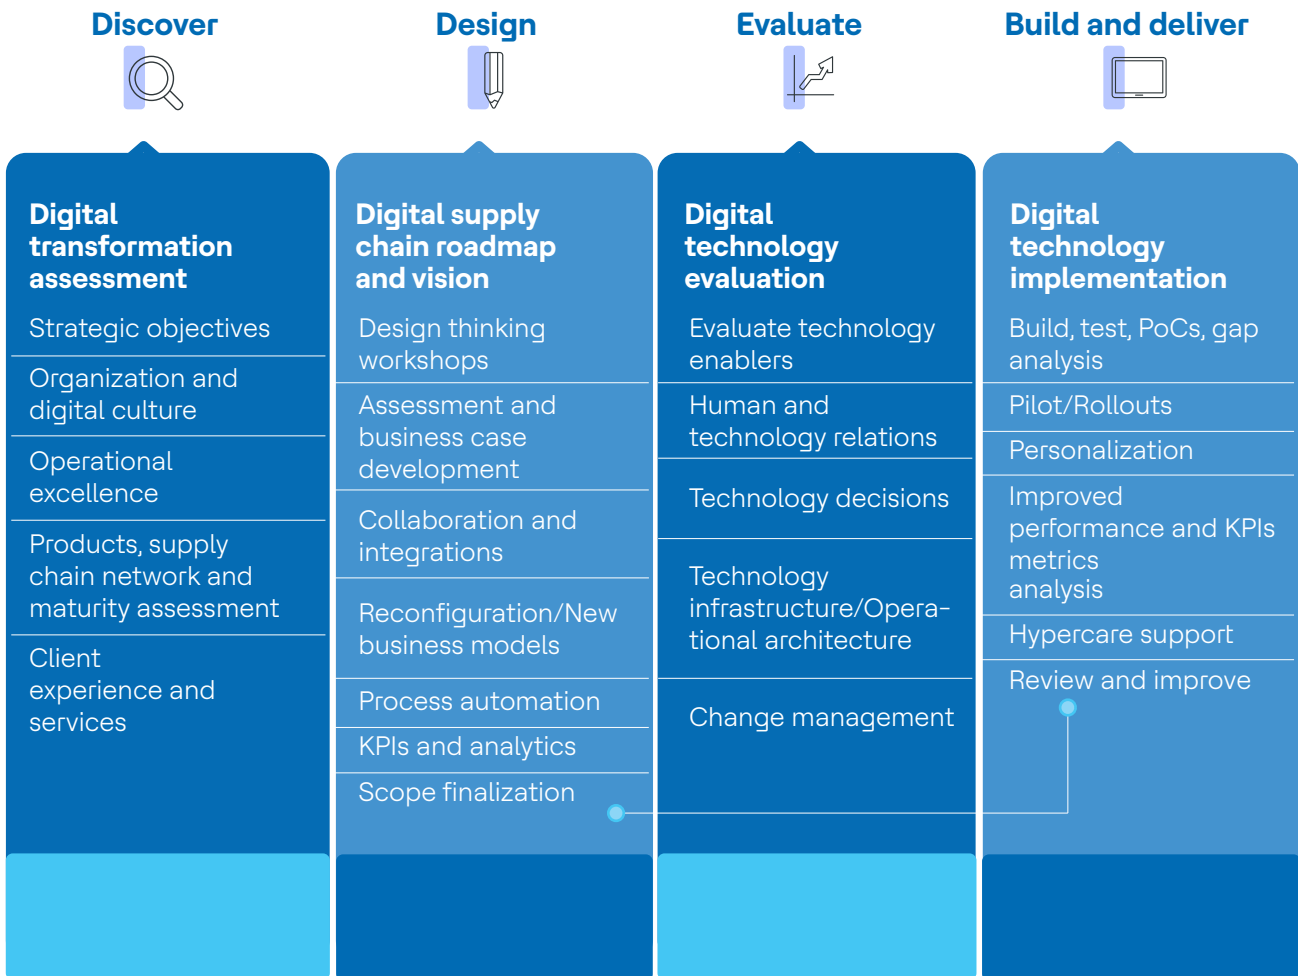 Discover
Design
Evaluate
Build and deliver
Digital
transformation
assessment
Strategic objectives
Organization and
digital culture
Operational
excellence
Products, supply
chain network and
maturity assessment
Client
experience and
services
Digital supply
chain roadmap
and vision
Design thinking
workshops
Assessment and
business case
development
Collaboration and
integrations
Reconfiguration/New
business models
Process automation
KPIs and analytics
Scope finalization
Digital
technology
evaluation
Evaluate technology
enablers
Human and
technology relations
Technology decisions
Technology
infrastructure/Opera-
tional architecture
Change management
Digital
technology
implementation
Build, test, PoCs, gap
analysis
Pilot/Rollouts
Personalization
Improved
performance and KPIs
metrics
analysis
Hypercare support
Review and improve